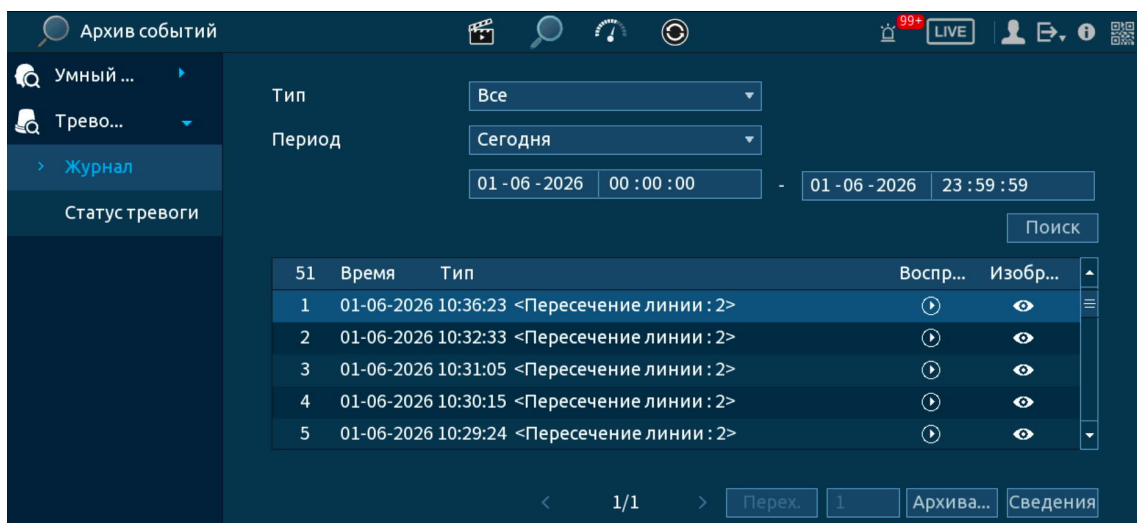 Архив событий
99+
LIVE
Умный ...
Трево...
Журнал
Статус тревоги
Тип Все
Период Сегодня
01 - 06 - 2026 00 : 00 : 00 - 01 - 06 - 2026 23 : 59 : 59
Поиск
51 Время Тип Воспр... Изобр...
1 01-06-2026 10:36:23 <Пересечение линии : 2>
2 01-06-2026 10:32:33 <Пересечение линии : 2>
3 01-06-2026 10:31:05 <Пересечение линии : 2>
4 01-06-2026 10:30:15 <Пересечение линии : 2>
5 01-06-2026 10:29:24 <Пересечение линии : 2>
< 1/1 > Перех. 1 Архива... Сведения